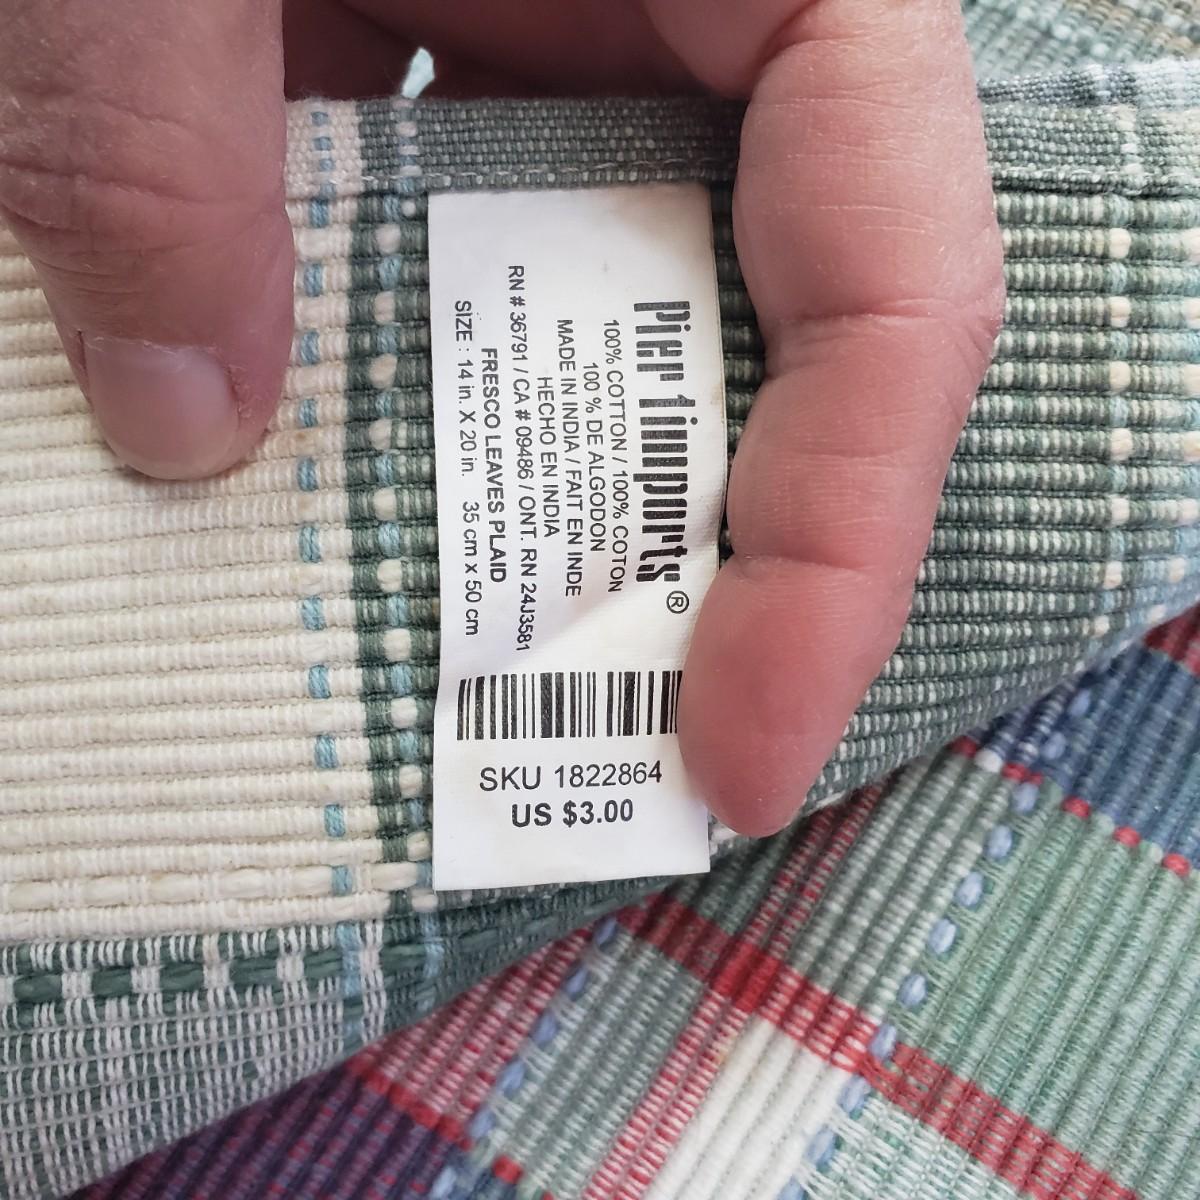 Pier 1 imports®
100% COTTON / 100% COTON
100 % DE ALGODON
MADE IN INDIA / FAIT EN INDE
HECHO EN INDIA
RN # 36791 / CA # 09486 / ONT. RN 24J3581
FRESCO LEAVES PLAID
SIZE : 14 in. X 20 in. 35 cm x 50 cm
SKU 1822864
US $3.00